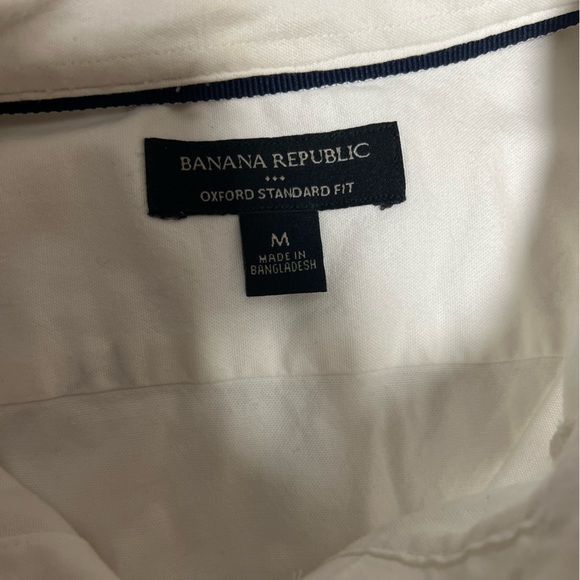 BANANA REPUBLIC
OXFORD STANDARD FIT
M
MADE IN
BANGLADESH